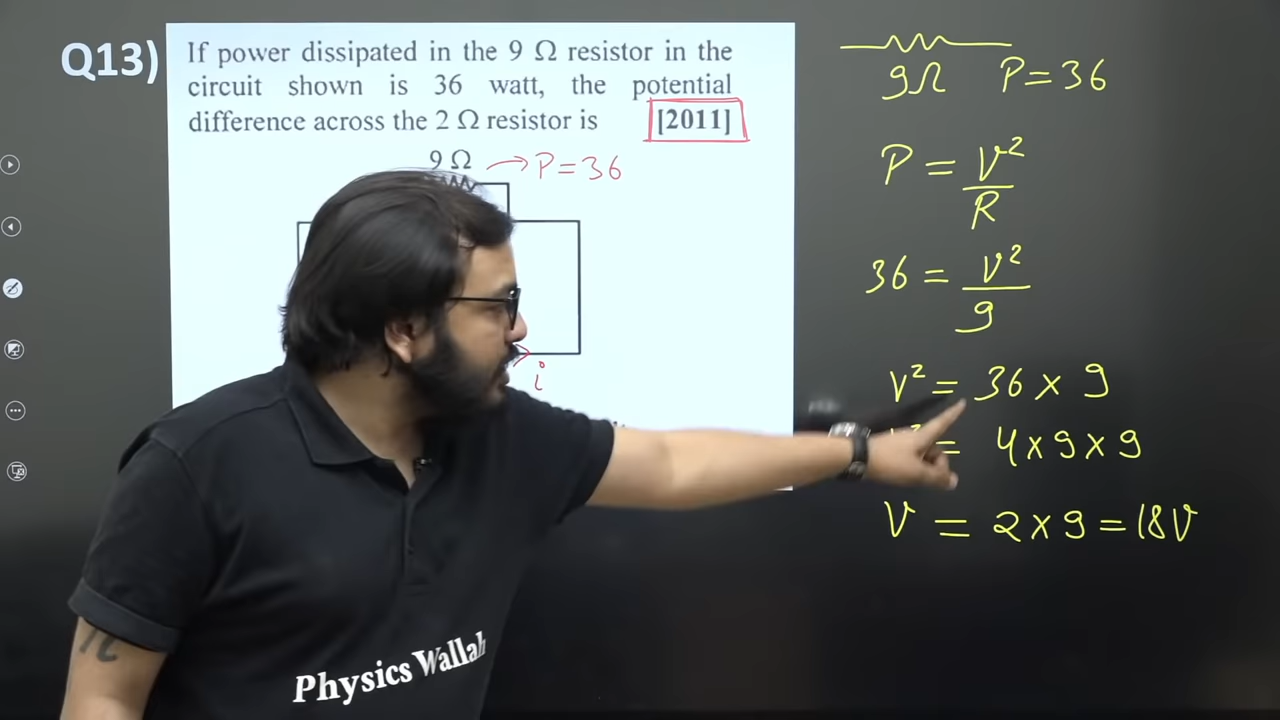 Q13)
If power dissipated in the 9 Ω resistor in the
circuit shown is 36 watt, the potential
difference across the 2 Ω resistor is [2011]
9 Ω → P = 36
i
9Ω P = 36
P = V²/R
36 = V²/9
V² = 36 × 9
= 4 × 9 × 9
V = 2 × 9 = 18V
Physics Wallah